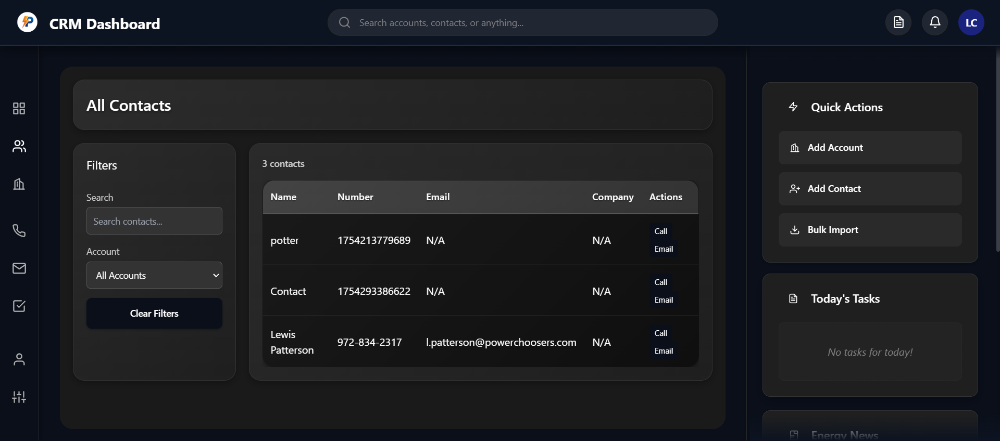 CRM Dashboard
Search accounts, contacts, or anything...
LC
All Contacts
Filters
Search
Search contacts...
Account
All Accounts
Clear Filters
3 contacts
Name Number Email Company Actions
potter 1754213779689 N/A N/A Call
Email
Contact 1754293386622 N/A N/A Call
Email
Lewis
Patterson 972-834-2317 l.patterson@powerchoosers.com N/A Call
Email
Quick Actions
Add Account
Add Contact
Bulk Import
Today's Tasks
No tasks for today!
Energy News